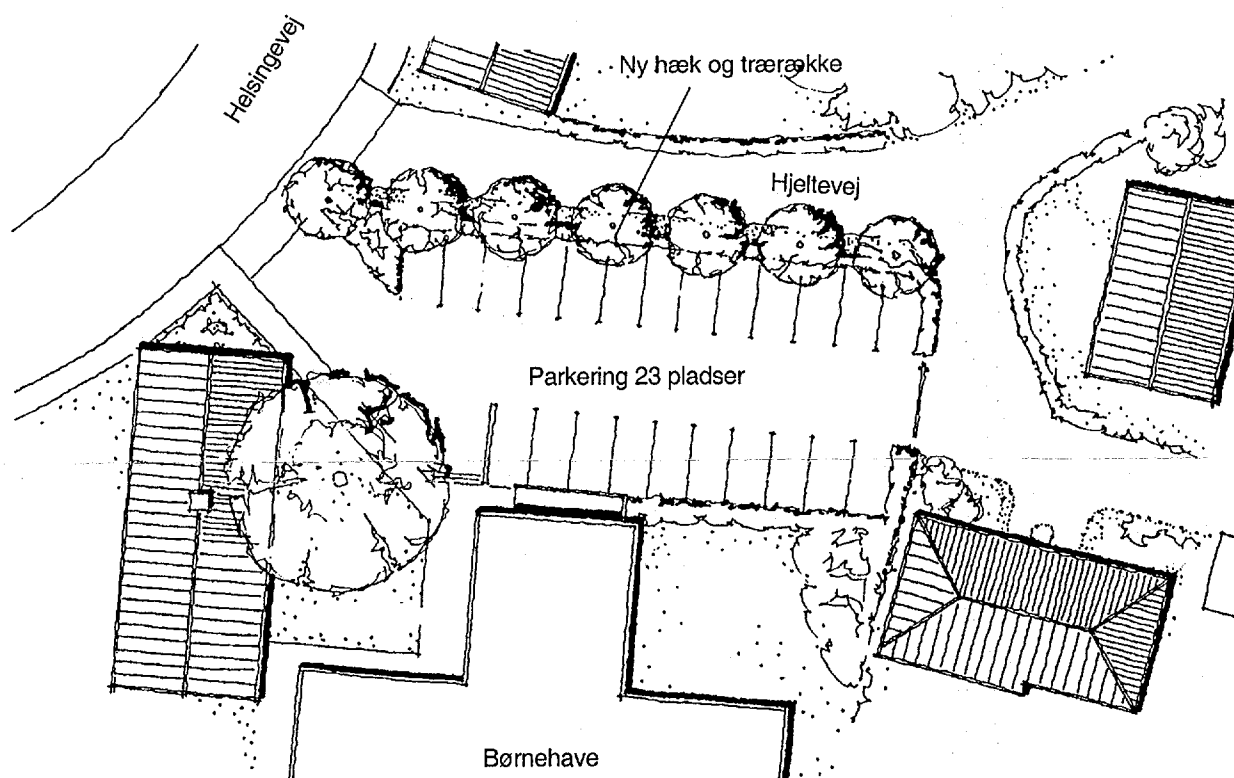 Helsingevej
Ny hæk og trærække
Hjeltevej
Parkering 23 pladser
Børnehave